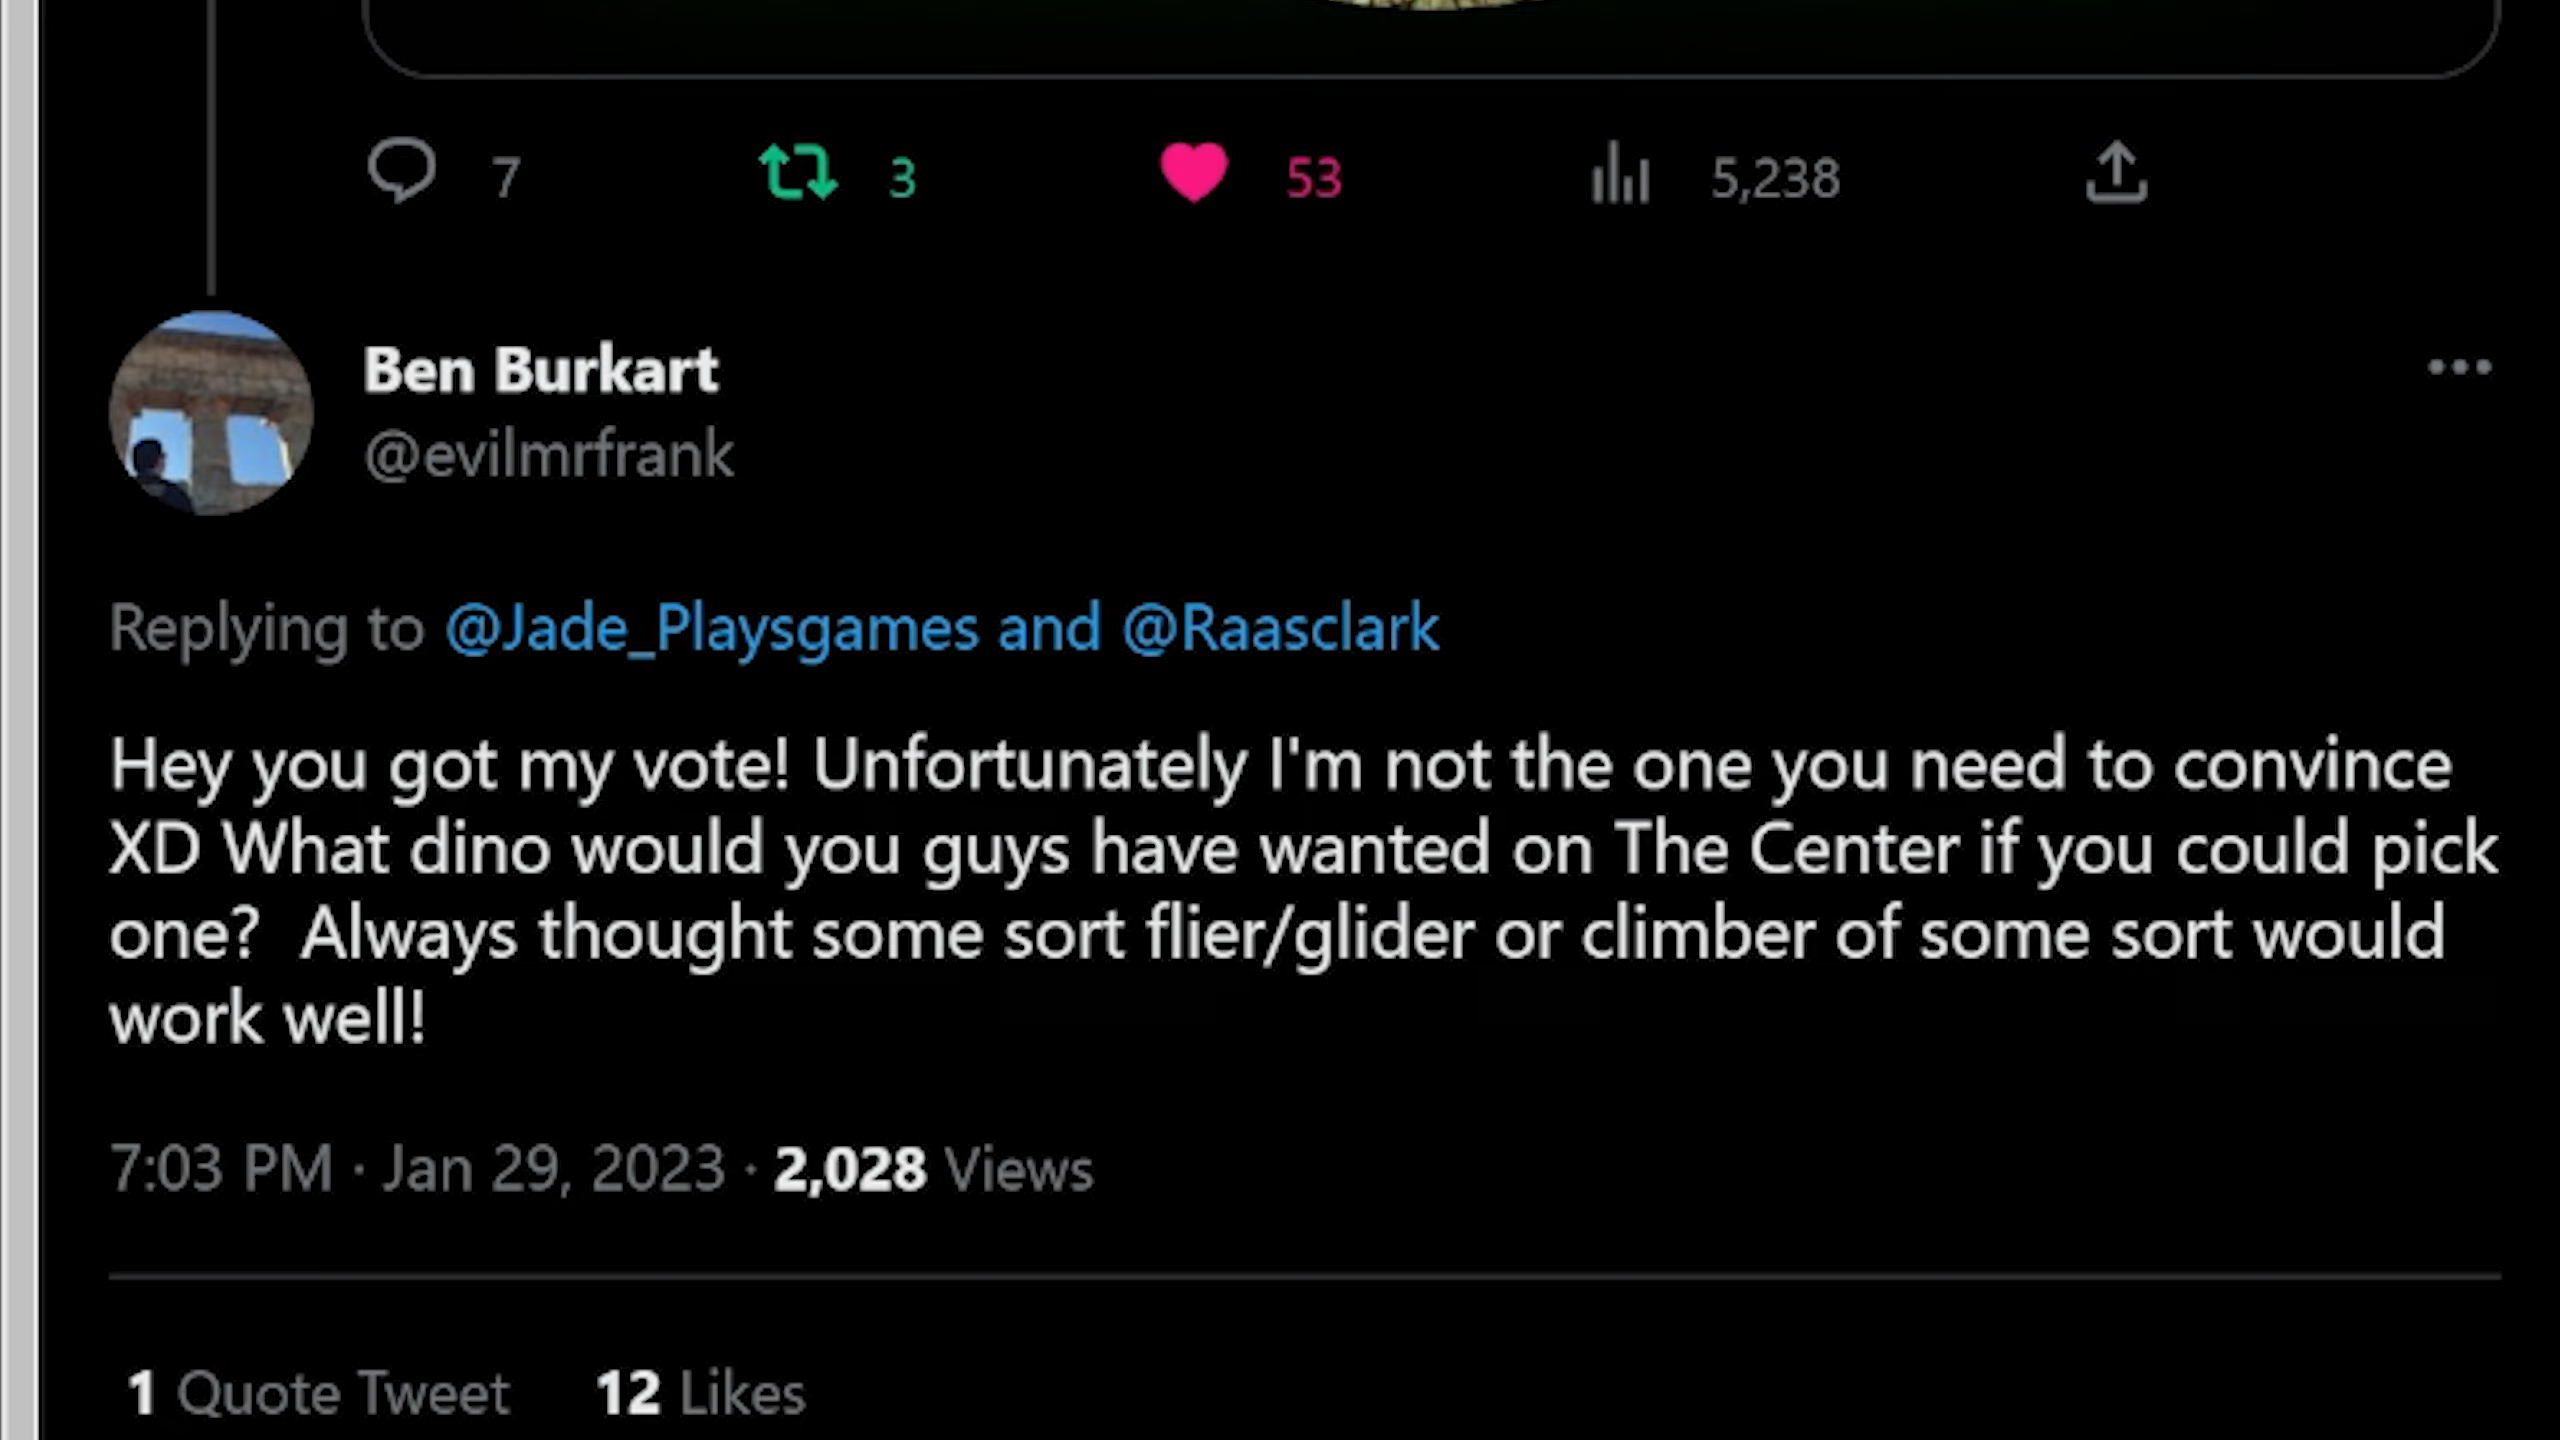 7 3 53 5,238
Ben Burkart
@evilmrfrank
Replying to @Jade_Playsgames and @Raasclark
Hey you got my vote! Unfortunately I'm not the one you need to convince
XD What dino would you guys have wanted on The Center if you could pick
one?  Always thought some sort flier/glider or climber of some sort would
work well!
7:03 PM · Jan 29, 2023 · 2,028 Views
1 Quote Tweet 12 Likes